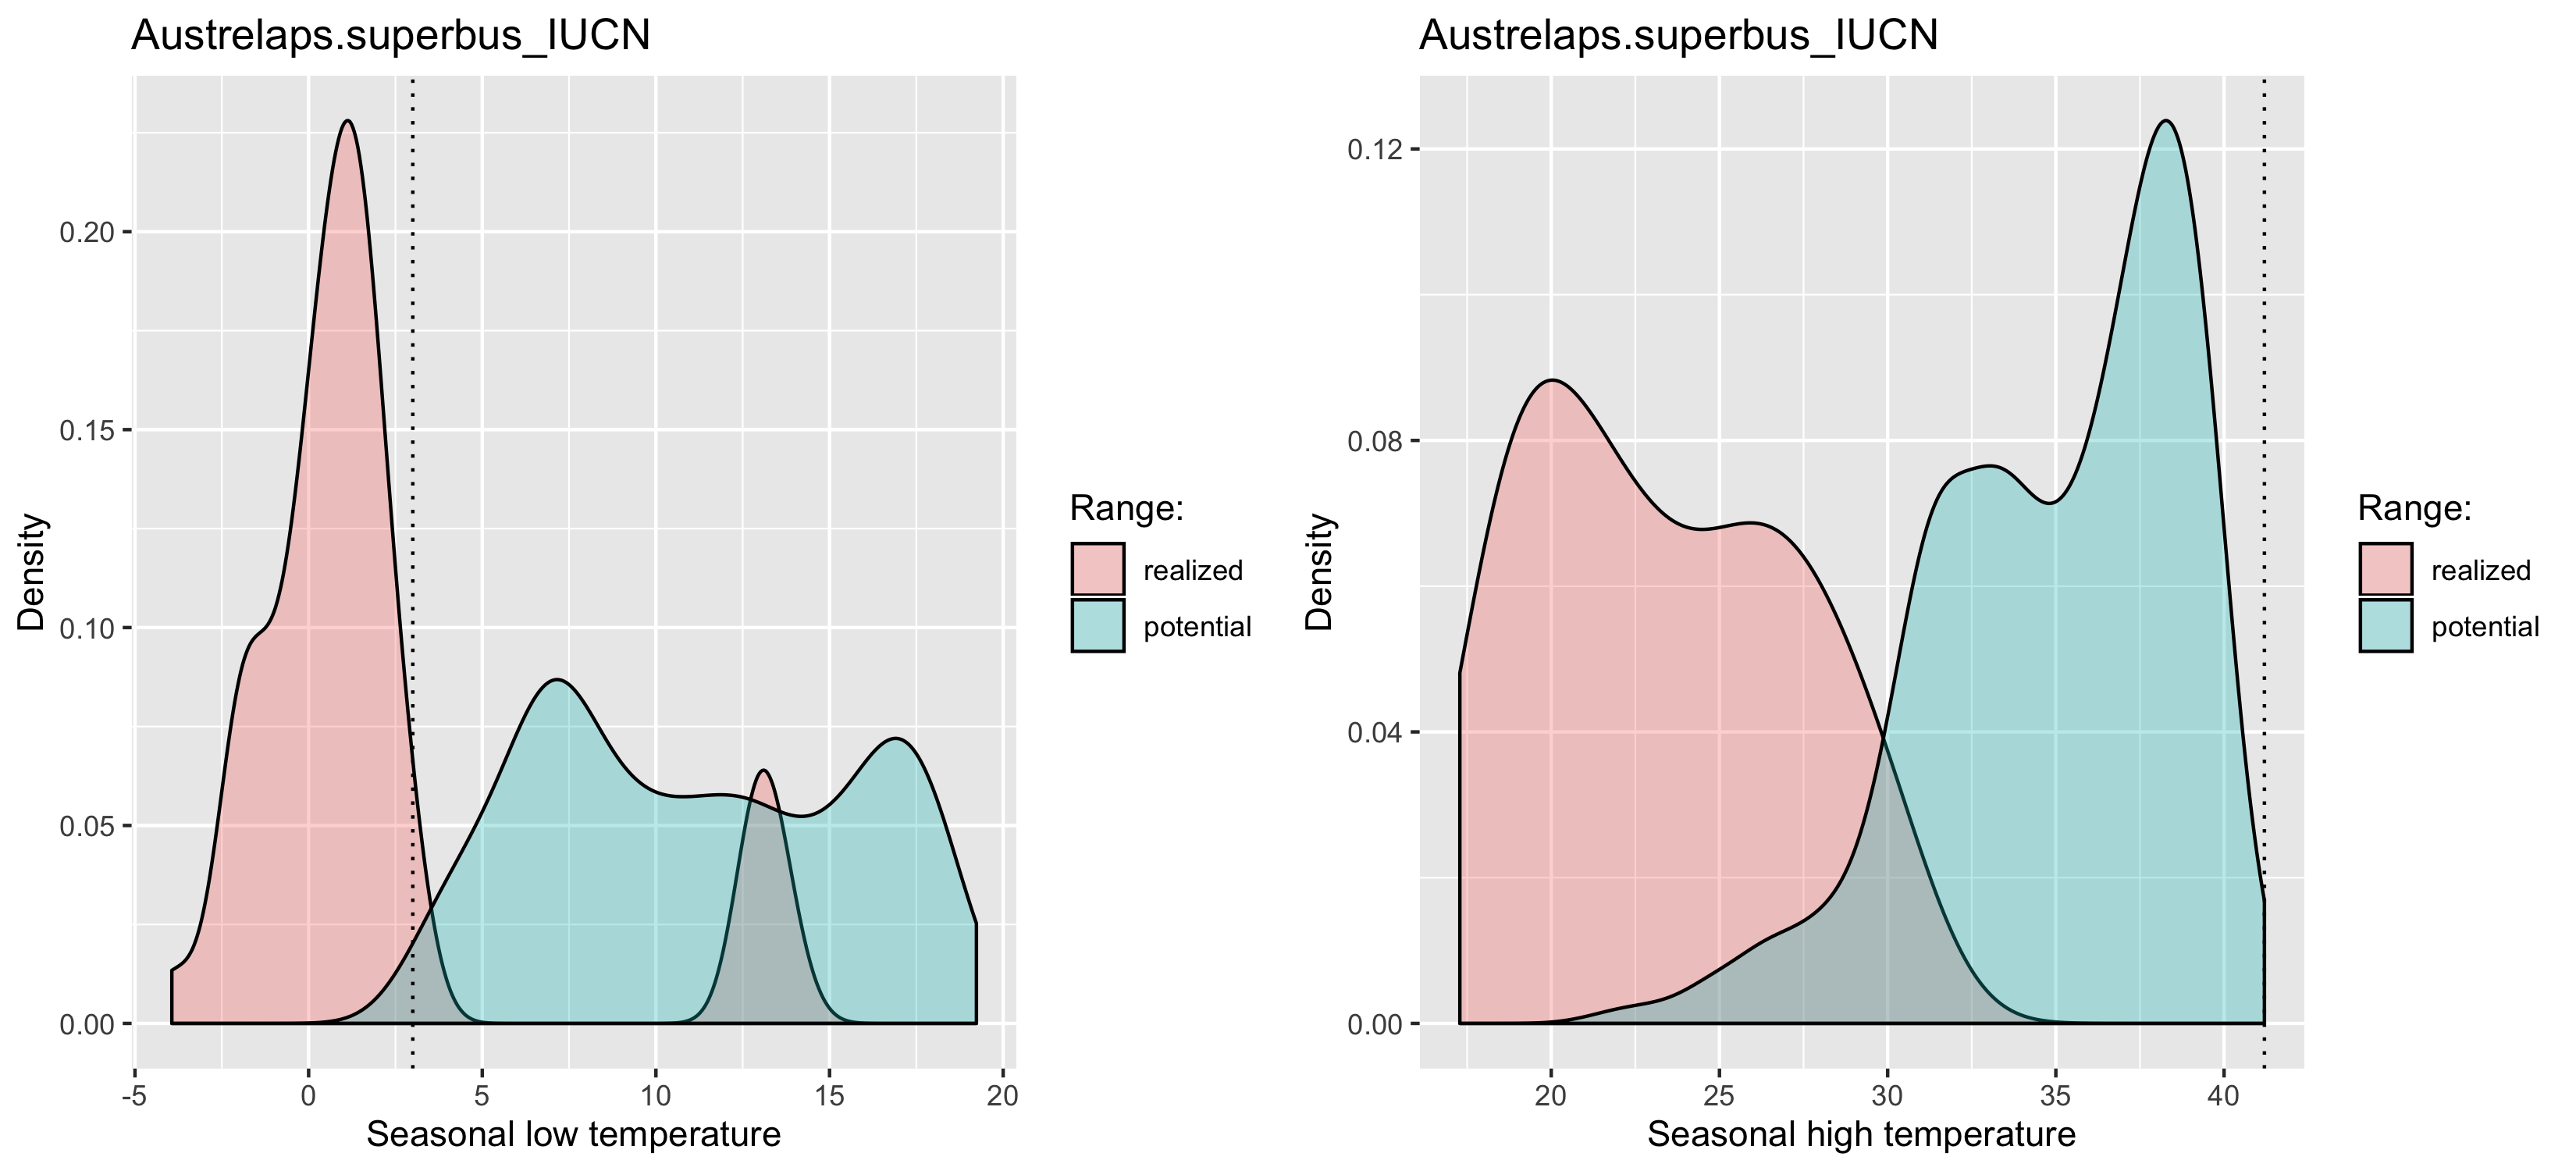 Austrelaps.superbus_IUCN
Density
0.20
0.15
0.10
0.05
0.00
-5 0 5 10 15 20
Seasonal low temperature
Range:
realized
potential
Austrelaps.superbus_IUCN
Density
0.12
0.08
0.04
0.00
20 25 30 35 40
Seasonal high temperature
Range:
realized
potential